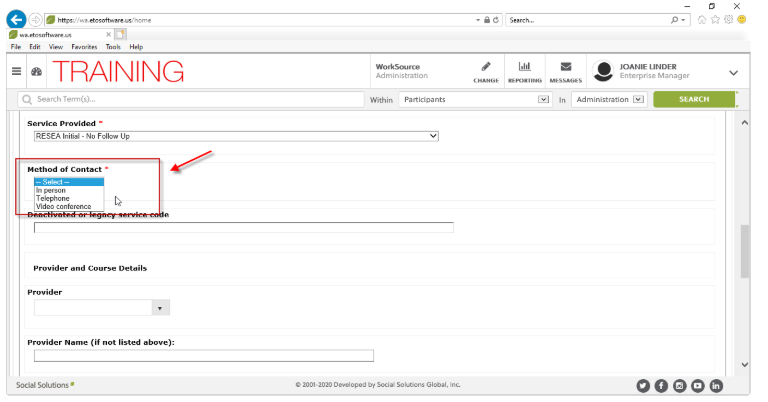 https://wa.etosoftware.us/home
Search...
wa.etosoftware.us
File Edit View Favorites Tools Help
TRAINING
WorkSource
Administration
CHANGE
REPORTING
MESSAGES
JOANIE LINDER
Enterprise Manager
Search Term(s)...
Within Participants In Administration SEARCH
Service Provided *
RESEA Initial - No Follow Up
Method of Contact *
-- Select --
In person
Telephone
Video conference
Deactivated or legacy service code
Provider and Course Details
Provider
Provider Name (if not listed above):
Social Solutions
© 2001-2020 Developed by Social Solutions Global, Inc.